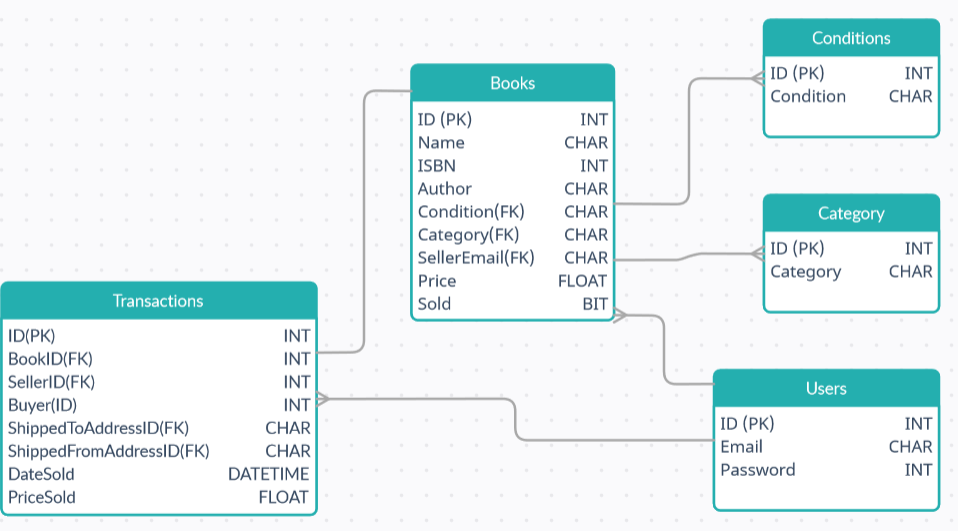 Conditions
ID (PK) INT
Condition CHAR
Books
ID (PK) INT
Name CHAR
ISBN INT
Author CHAR
Condition(FK) CHAR
Category(FK) CHAR
SellerEmail(FK) CHAR
Price FLOAT
Sold BIT
Category
ID (PK) INT
Category CHAR
Transactions
ID(PK) INT
BookID(FK) INT
SellerID(FK) INT
Buyer(ID) INT
ShippedToAddressID(FK) CHAR
ShippedFromAddressID(FK) CHAR
DateSold DATETIME
PriceSold FLOAT
Users
ID (PK) INT
Email CHAR
Password INT